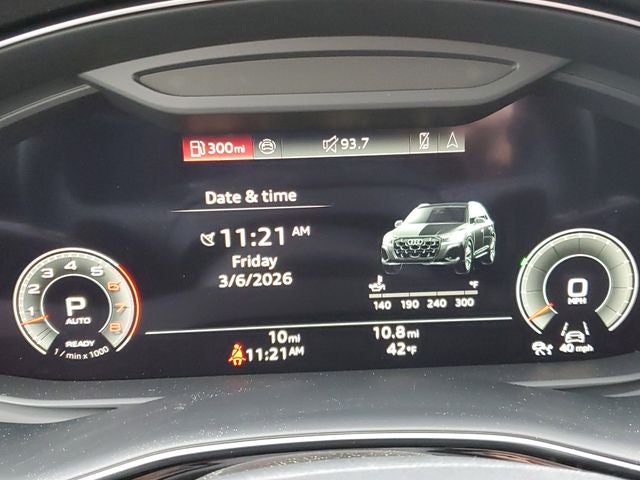 300mi 93.7
Date & time
11:21 AM
Friday
3/6/2026
°F
140 190 240 300
1 2 3 4 5 6 7 8
P
AUTO
READY
1 / min x 1000
0
MPH
10mi 10.8mi
11:21AM 42°F
40 mph